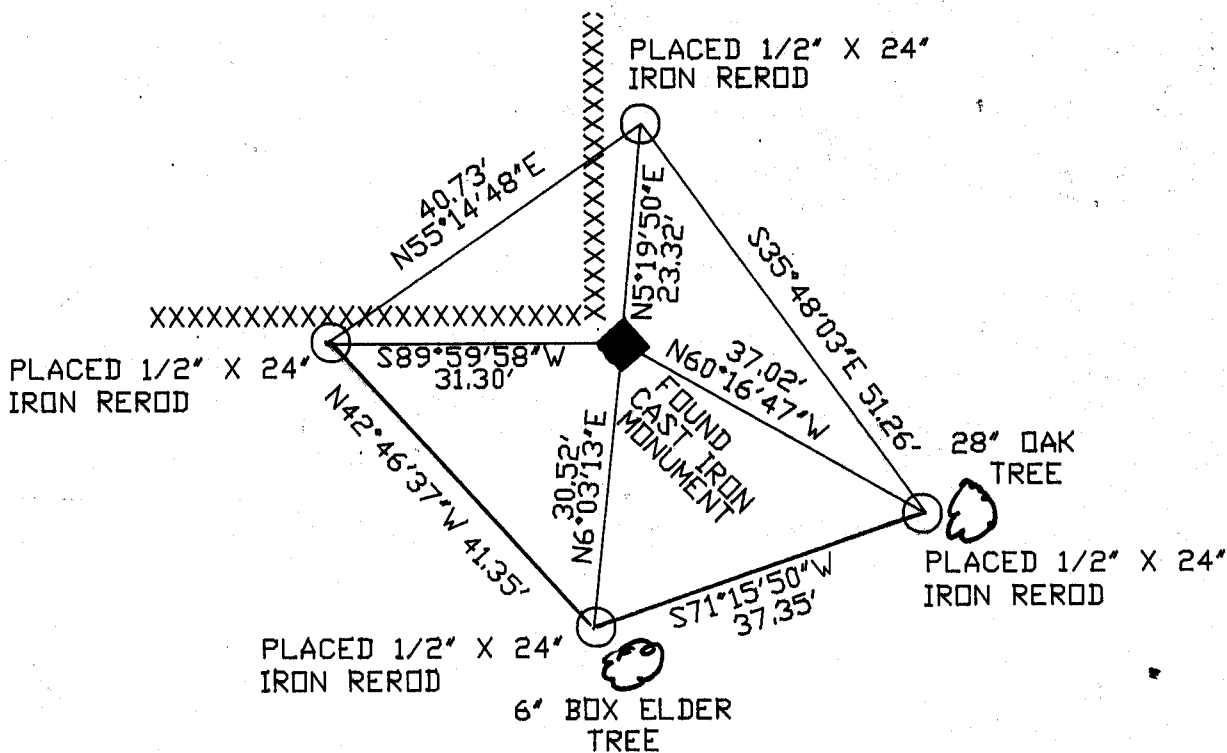 PLACED 1/2" X 24"
IRON REROD
40.73'
N55°14'48"E
N5°19'50"E
23.32'
S35°48'03"E 51.26-
XXXXXXXXXXXXXXXXXXXXXX
S89°59'58"W
31.30'
PLACED 1/2" X 24"
IRON REROD
37.02'
N60°16'47"W
FOUND
CAST IRON
MONUMENT
N42°46'37"W 41.35'
30.52'
N6°03'13"E
28" OAK
TREE
S71°15'50"W
37.35'
PLACED 1/2" X 24"
IRON REROD
PLACED 1/2" X 24"
IRON REROD
6" BOX ELDER
TREE